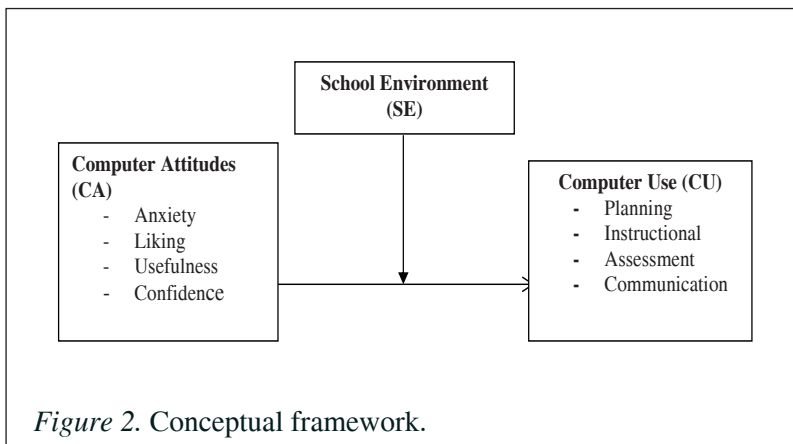 School Environment
(SE)
Computer Attitudes
(CA)
- Anxiety
- Liking
- Usefulness
- Confidence
Computer Use (CU)
- Planning
- Instructional
- Assessment
- Communication
Figure 2. Conceptual framework.